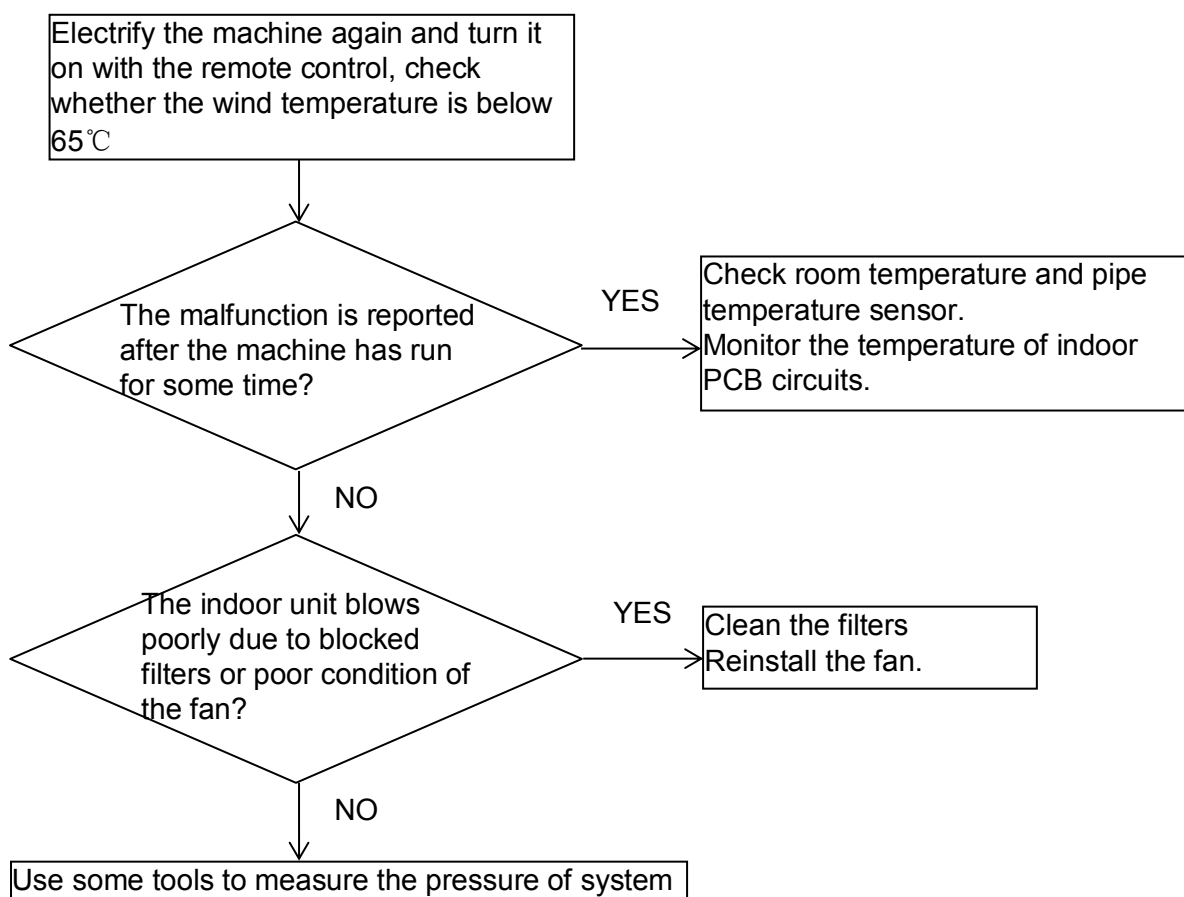 Electrify the machine again and turn it
on with the remote control, check
whether the wind temperature is below
65℃
The malfunction is reported
after the machine has run
for some time?
YES
Check room temperature and pipe
temperature sensor.
Monitor the temperature of indoor
PCB circuits.
NO
The indoor unit blows
poorly due to blocked
filters or poor condition of
the fan?
YES
Clean the filters
Reinstall the fan.
NO
Use some tools to measure the pressure of system